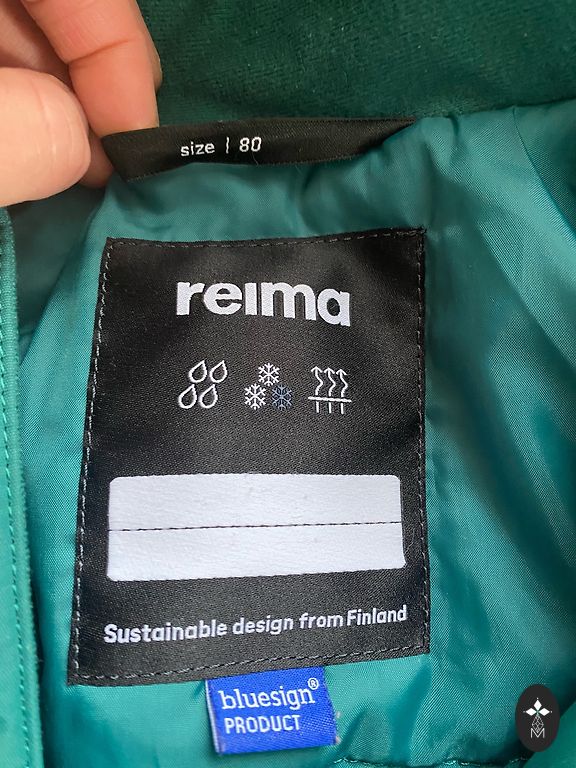 size | 80
reima
Sustainable design from Finland
bluesign®
PRODUCT